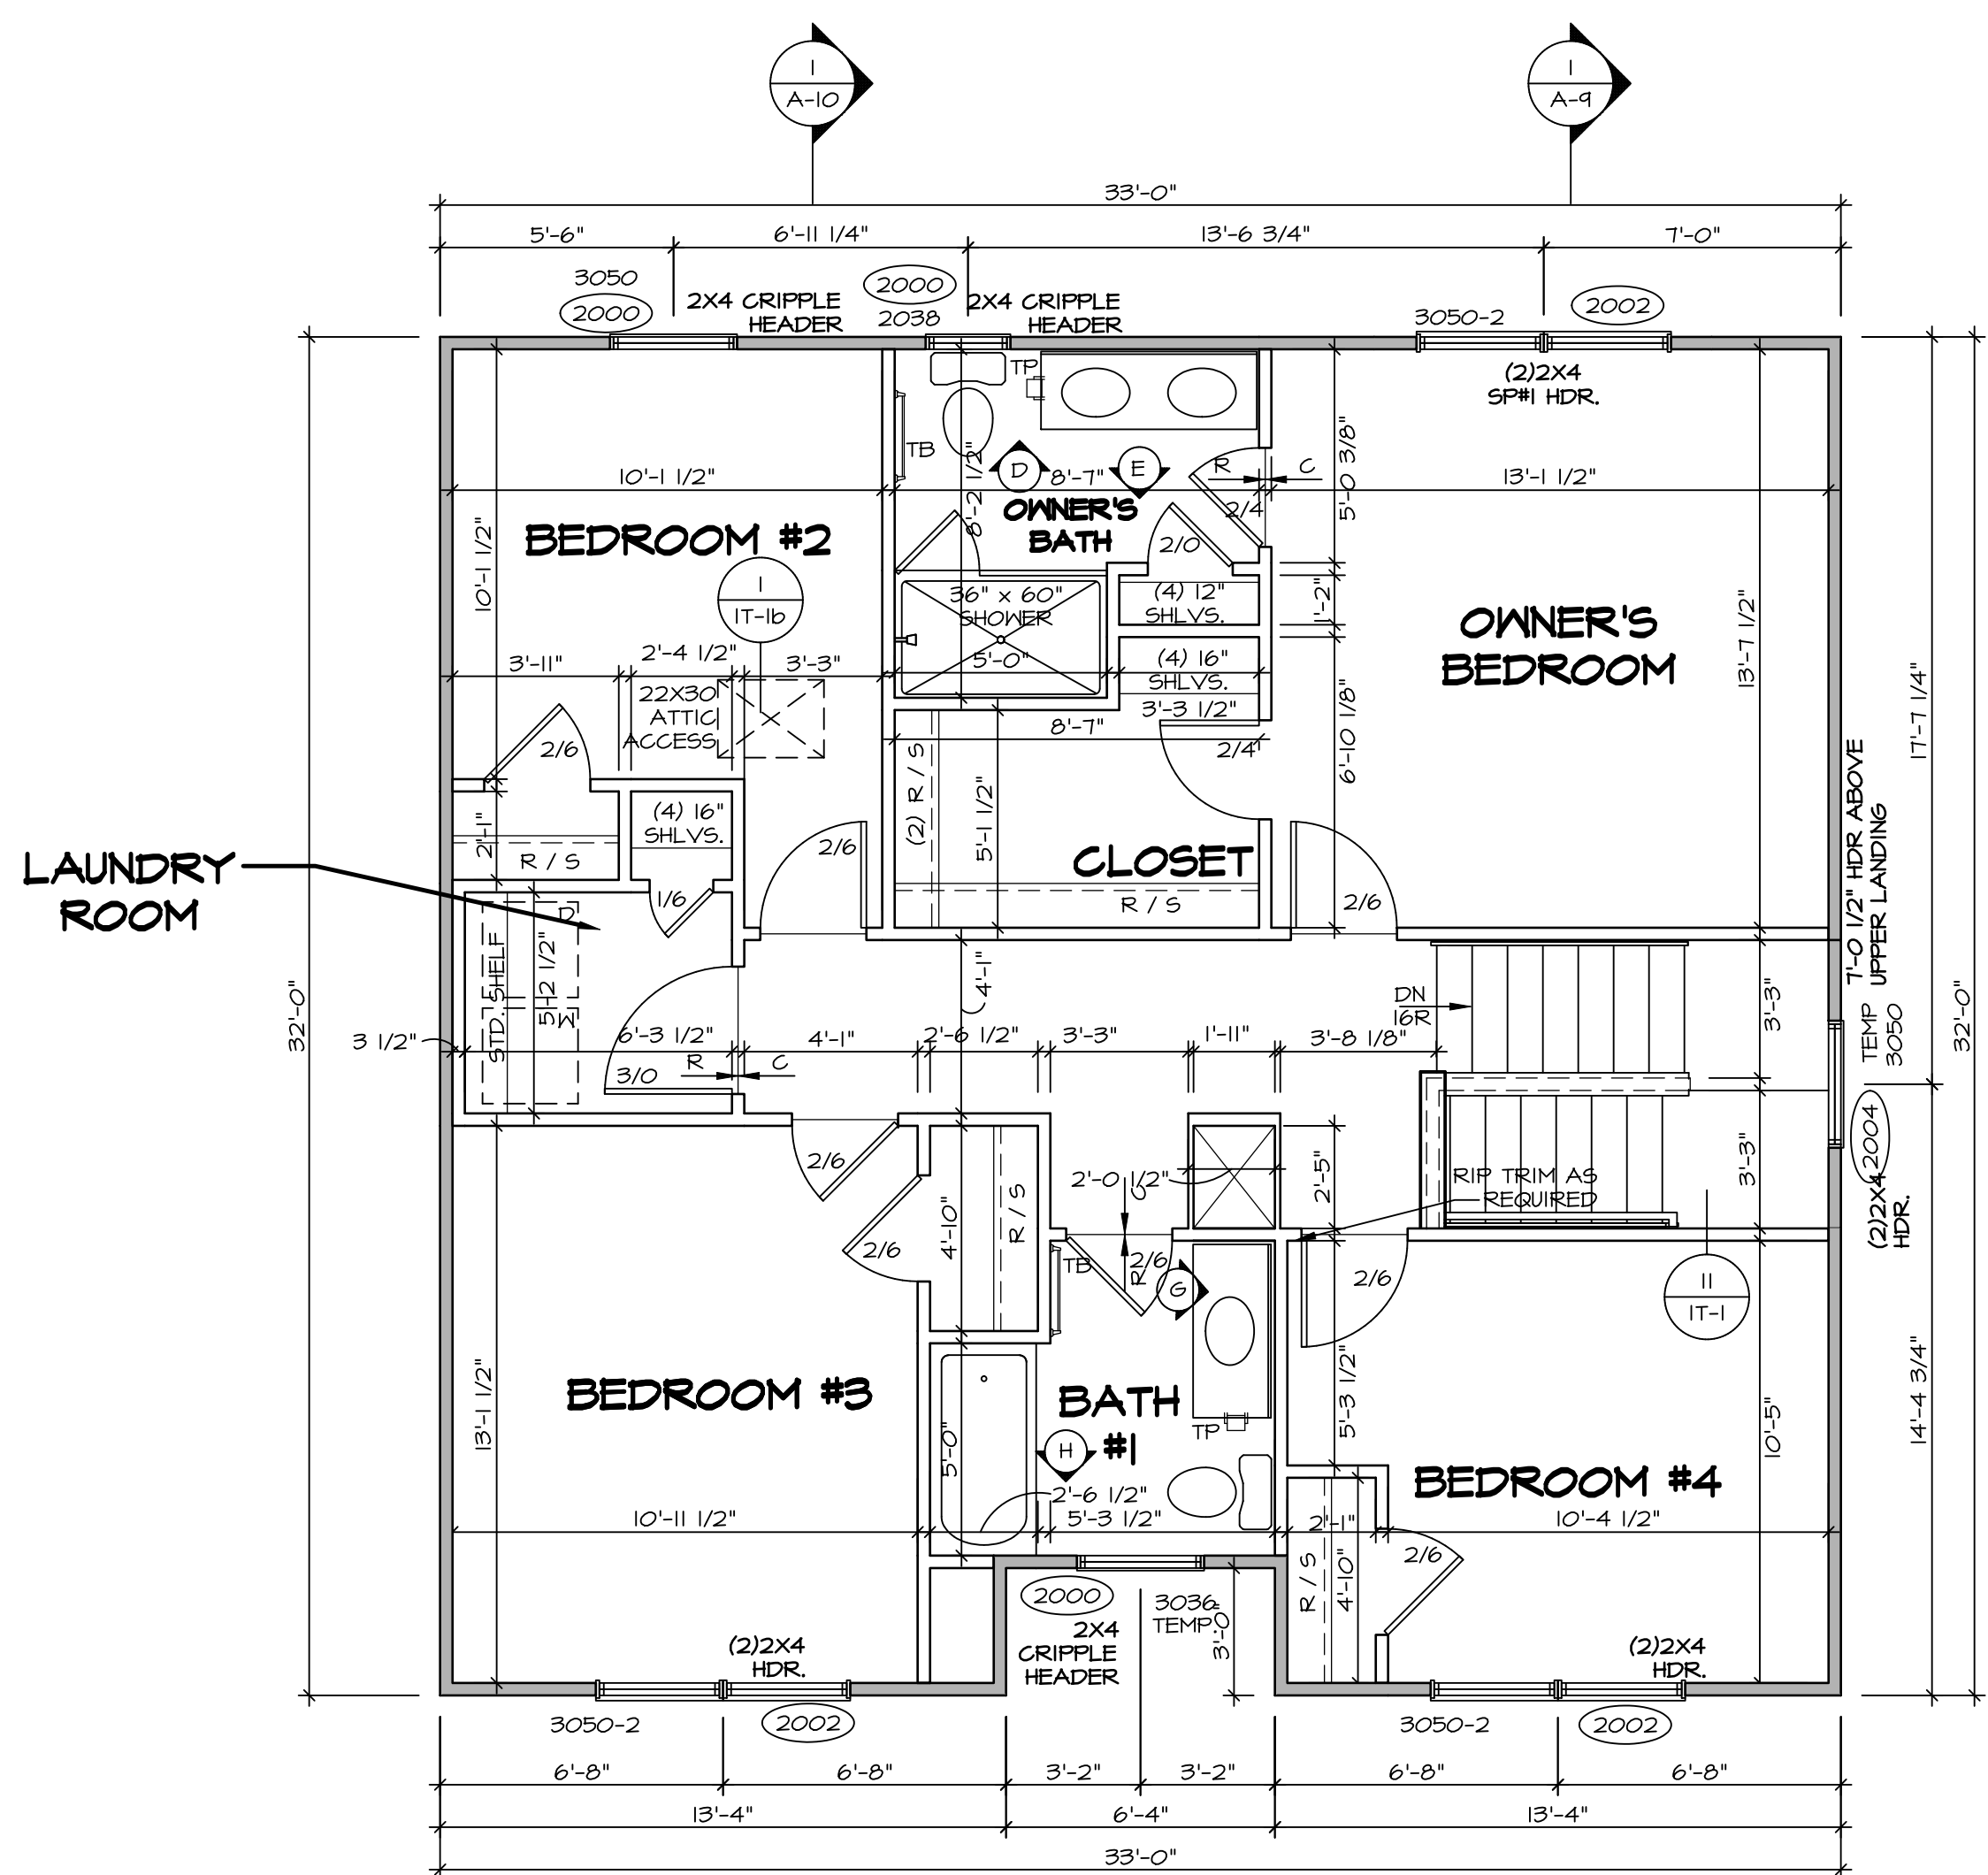 1
A-10
1
A-9
33'-0"
5'-6"
6'-11 1/4"
13'-6 3/4"
7'-0"
3050
2000
2X4 CRIPPLE
HEADER
2000
2038
2X4 CRIPPLE
HEADER
3050-2
2002
(2)2X4
SP#1 HDR.
TP
TB
D
E
R
C
10'-1 1/2"
8'-2 1/2"
8'-7"
5'-0 3/8"
13'-1 1/2"
10'-1 1/2"
BEDROOM #2
OWNER'S
BATH
2/4
2/0
1
1T-1b
36" x 60"
SHOWER
(4) 12"
SHLVS.
1'-2"
OWNER'S
BEDROOM
13'-7 1/2"
3'-11"
2'-4 1/2"
3'-3"
5'-0"
(4) 16"
SHLVS.
3'-3 1/2"
22X30
ATTIC
ACCESS
8'-7"
2/4
6'-10 1/8"
2/6
(2) R / S
5'-1 1/2"
17'-7 1/4"
7'-0 1/2" HDR ABOVE
UPPER LANDING
2'-1"
(4) 16"
SHLVS.
R / S
2/6
CLOSET
R / S
2/6
LAUNDRY
ROOM
1/6
D
STD. SHELF
5'-2 1/2"
W
32'-0"
3 1/2"
6'-3 1/2"
3/0
R
C
4'-1"
4'-1"
2'-6 1/2"
3'-3"
1'-11"
3'-8 1/8"
DN
16R
3'-3"
TEMP
3050
32'-0"
2004
(2)2X4
HDR.
3'-3"
2/6
2/6
4'-10"
R / S
2'-0 1/2"
C
2'-5"
RIP TRIM AS
REQUIRED
TB
R
2/6
G
2/6
11
1T-1
13'-1 1/2"
BEDROOM #3
5'-0"
BATH
#1
H
TP
5'-3 1/2"
10'-5"
14'-4 3/4"
BEDROOM #4
10'-11 1/2"
2'-6 1/2"
5'-3 1/2"
2'-1"
10'-4 1/2"
R / S
4'-10"
2/6
2000
3036
TEMP.
2X4
CRIPPLE
HEADER
3'-0"
(2)2X4
HDR.
(2)2X4
HDR.
3050-2
2002
3050-2
2002
6'-8"
6'-8"
3'-2"
3'-2"
6'-8"
6'-8"
13'-4"
6'-4"
13'-4"
33'-0"